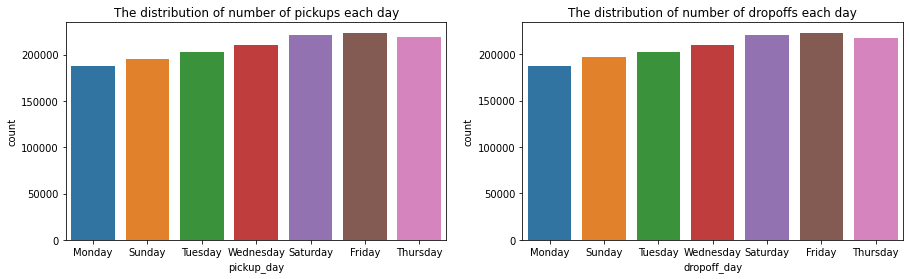 The distribution of number of pickups each day
count
200000
150000
100000
50000
0
Monday Sunday Tuesday Wednesday Saturday Friday Thursday
pickup_day
The distribution of number of dropoffs each day
count
200000
150000
100000
50000
0
Monday Sunday Tuesday Wednesday Saturday Friday Thursday
dropoff_day